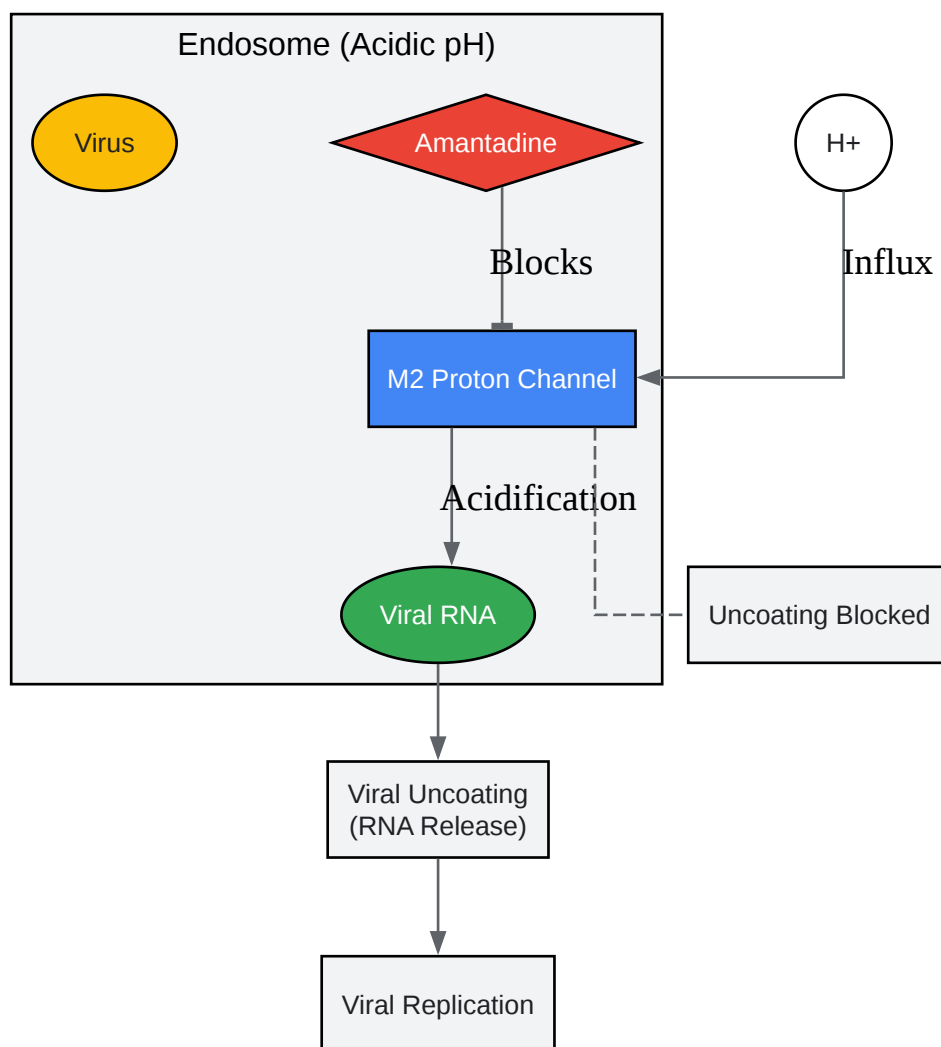 Endosome (Acidic pH)
Virus
Amantadine
H+
Blocks
Influx
M2 Proton Channel
Acidification
Viral RNA
Uncoating Blocked
Viral Uncoating
(RNA Release)
Viral Replication